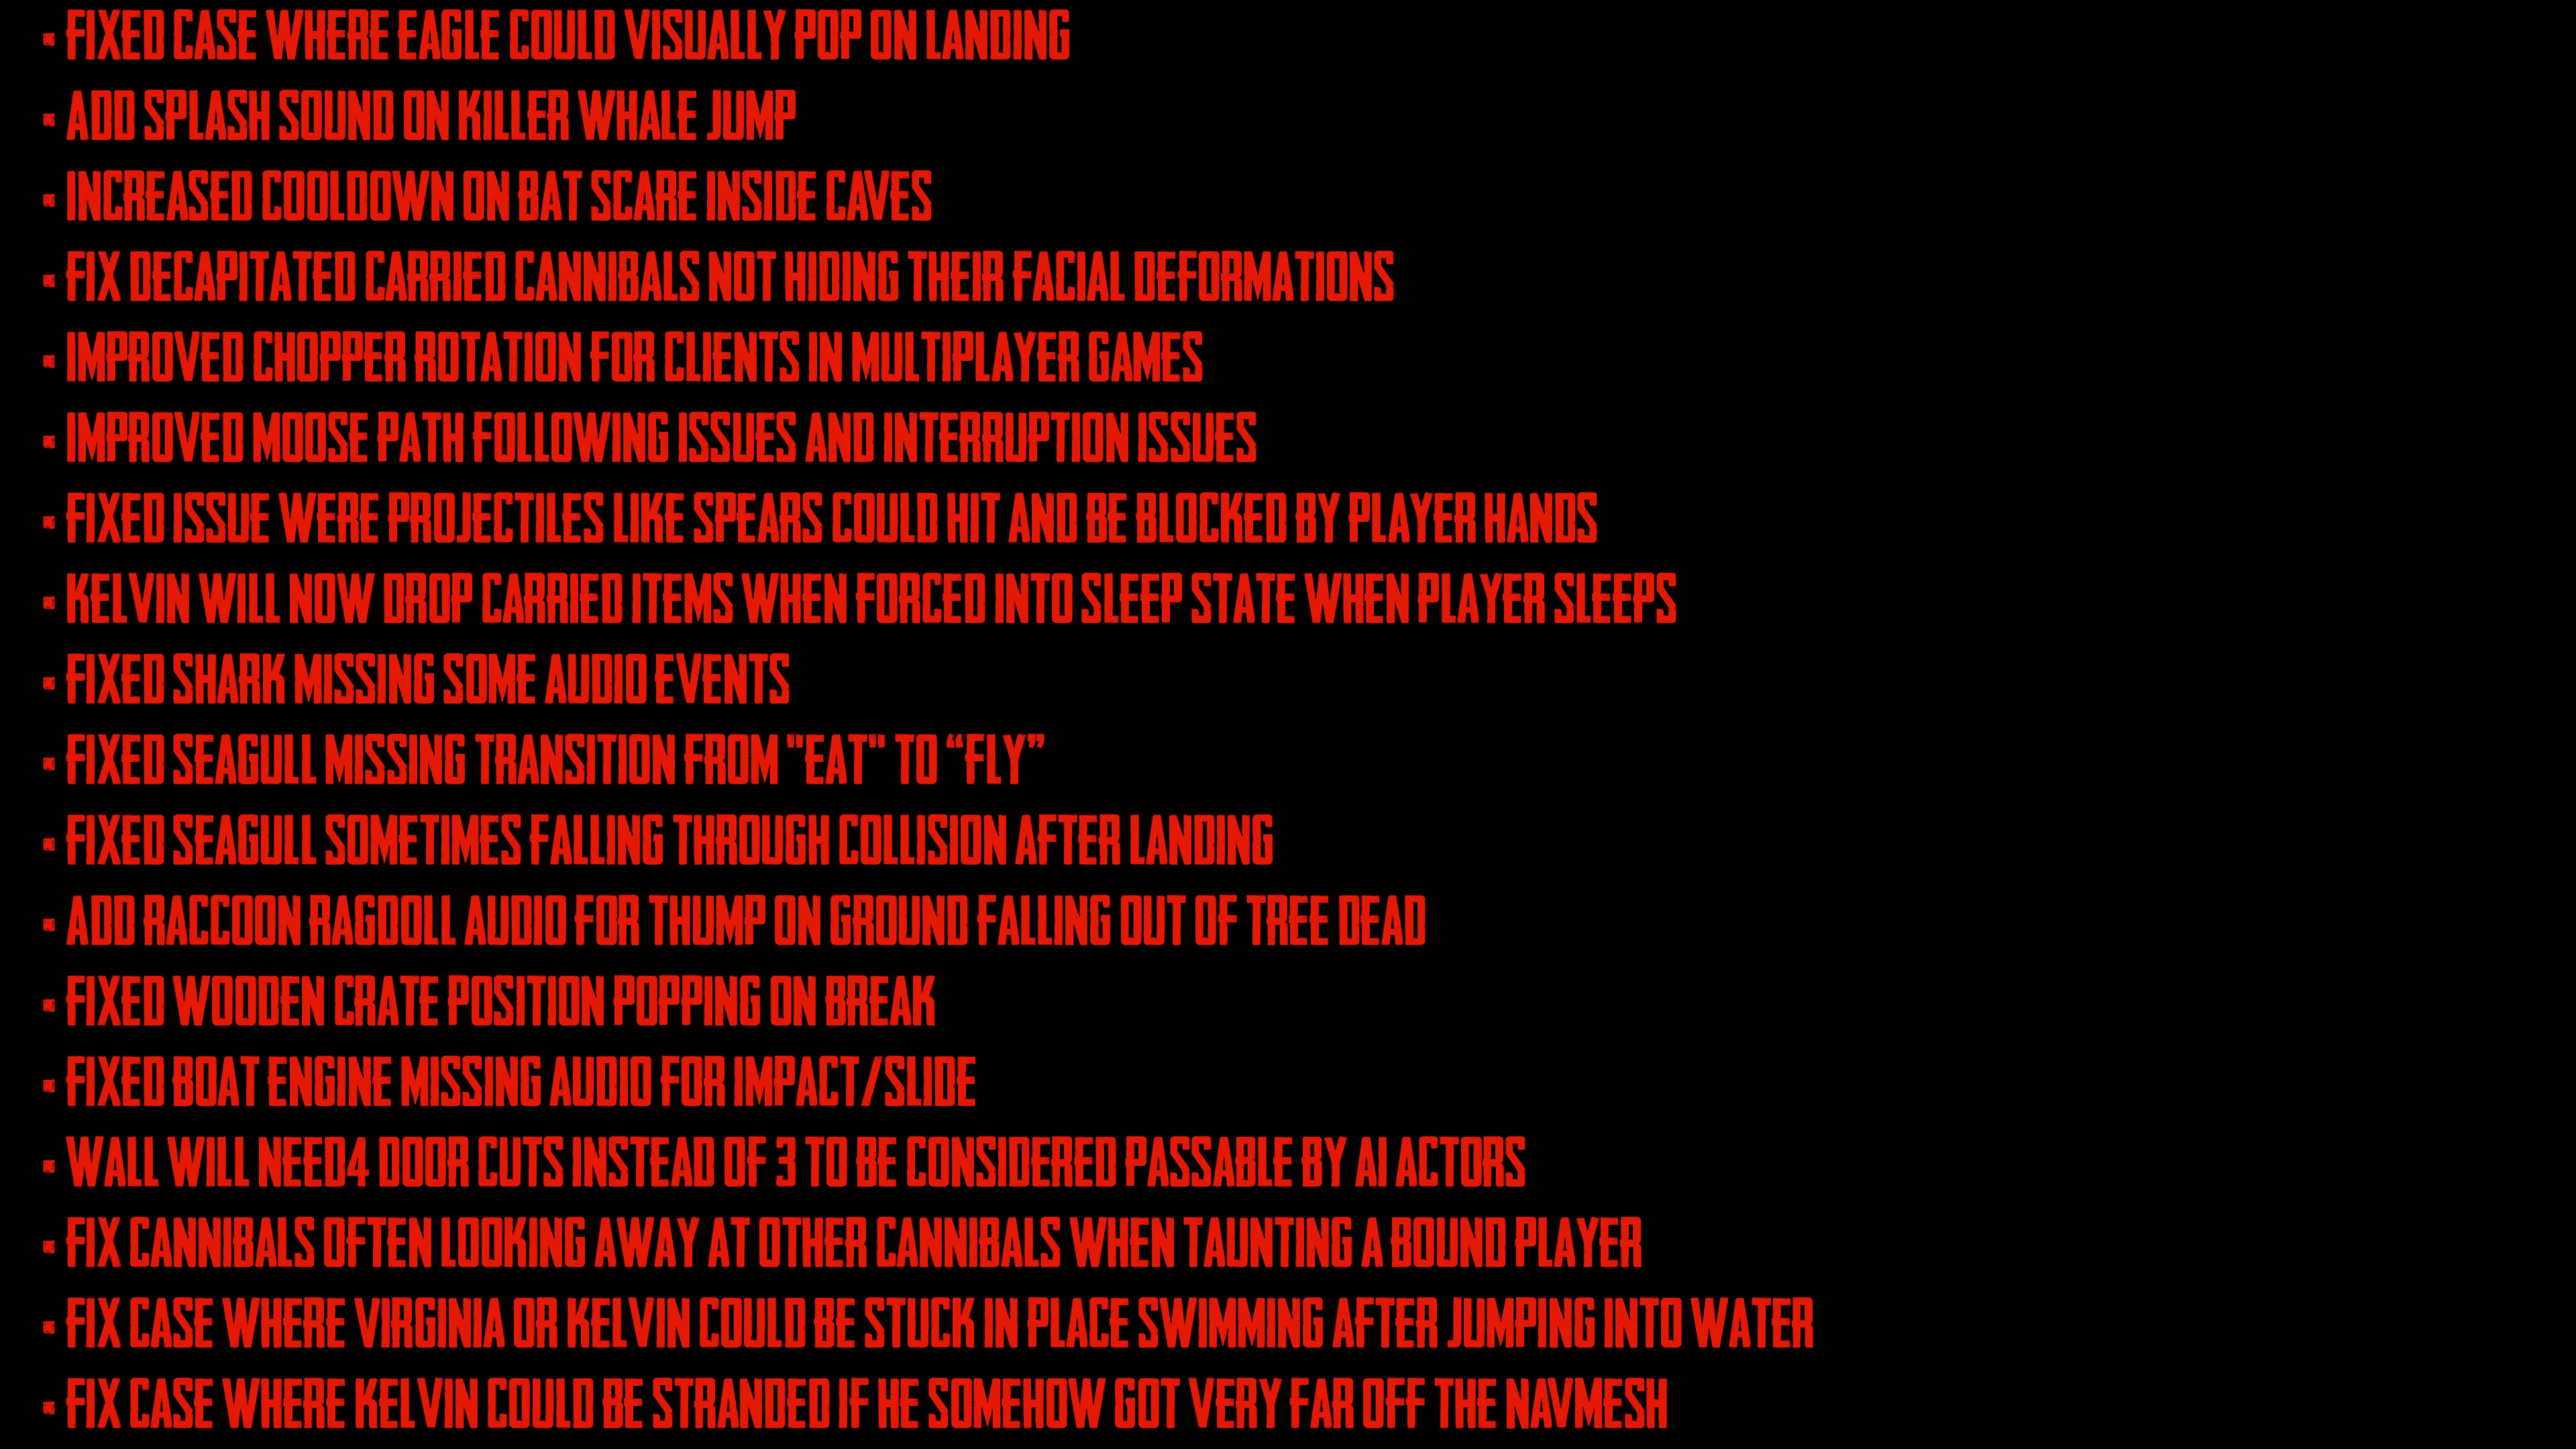 - FIXED CASE WHERE EAGLE COULD VISUALLY POP ON LANDING
- ADD SPLASH SOUND ON KILLER WHALE JUMP
- INCREASED COOLDOWN ON BAT SCARE INSIDE CAVES
- FIX DECAPITATED CARRIED CANNIBALS NOT HIDING THEIR FACIAL DEFORMATIONS
- IMPROVED CHOPPER ROTATION FOR CLIENTS IN MULTIPLAYER GAMES
- IMPROVED MOOSE PATH FOLLOWING ISSUES AND INTERRUPTION ISSUES
- FIXED ISSUE WERE PROJECTILES LIKE SPEARS COULD HIT AND BE BLOCKED BY PLAYER HANDS
- KELVIN WILL NOW DROP CARRIED ITEMS WHEN FORCED INTO SLEEP STATE WHEN PLAYER SLEEPS
- FIXED SHARK MISSING SOME AUDIO EVENTS
- FIXED SEAGULL MISSING TRANSITION FROM "EAT" TO “FLY”
- FIXED SEAGULL SOMETIMES FALLING THROUGH COLLISION AFTER LANDING
- ADD RACCOON RAGDOLL AUDIO FOR THUMP ON GROUND FALLING OUT OF TREE DEAD
- FIXED WOODEN CRATE POSITION POPPING ON BREAK
- FIXED BOAT ENGINE MISSING AUDIO FOR IMPACT/SLIDE
- WALL WILL NEED4 DOOR CUTS INSTEAD OF 3 TO BE CONSIDERED PASSABLE BY AI ACTORS
- FIX CANNIBALS OFTEN LOOKING AWAY AT OTHER CANNIBALS WHEN TAUNTING A BOUND PLAYER
- FIX CASE WHERE VIRGINIA OR KELVIN COULD BE STUCK IN PLACE SWIMMING AFTER JUMPING INTO WATER
- FIX CASE WHERE KELVIN COULD BE STRANDED IF HE SOMEHOW GOT VERY FAR OFF THE NAVMESH